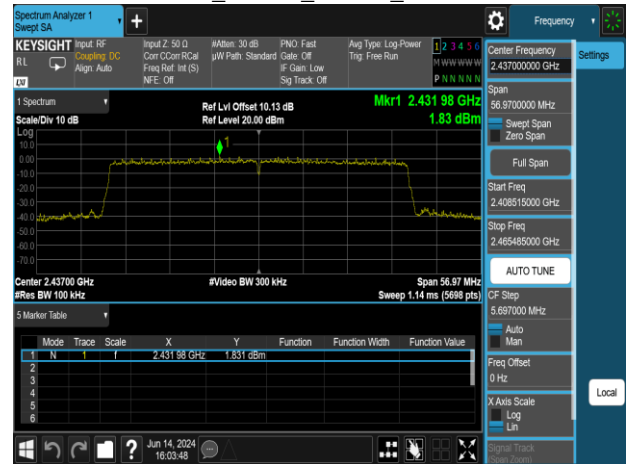 Spectrum Analyzer 1
Swept SA
+
Frequency
KEYSIGHT
RL
LXI
Input: RF
Coupling: DC
Align: Auto
Input Z: 50 Ω
Corr CCorr RCal
Freq Ref: Int (S)
NFE: Off
#Atten: 30 dB
µW Path: Standard
PNO: Fast
Gate: Off
IF Gain: Low
Sig Track: Off
Avg Type: Log-Power
Trig: Free Run
1 2 3 4 5 6
M W W W W W
P N N N N N
1 Spectrum
Scale/Div 10 dB
Ref Lvl Offset 10.13 dB
Ref Level 20.00 dBm
Mkr1 2.431 98 GHz
1.83 dBm
Log
10.0
0.00
-10.0
-20.0
-30.0
-40.0
-50.0
-60.0
-70.0
1
Center 2.43700 GHz
#Res BW 100 kHz
#Video BW 300 kHz
Span 56.97 MHz
Sweep 1.14 ms (5698 pts)
5 Marker Table
Mode Trace Scale X Y Function Function Width Function Value
1 N 1 f 2.431 98 GHz 1.831 dBm
2
3
4
5
6
?
Jun 14, 2024
16:03:48
Center Frequency
2.437000000 GHz
Span
56.9700000 MHz
Swept Span
Zero Span
Full Span
Start Freq
2.408515000 GHz
Stop Freq
2.465485000 GHz
AUTO TUNE
CF Step
5.697000 MHz
Auto
Man
Freq Offset
0 Hz
X Axis Scale
Log
Lin
Signal Track
(Span Zoom)
Settings
Local